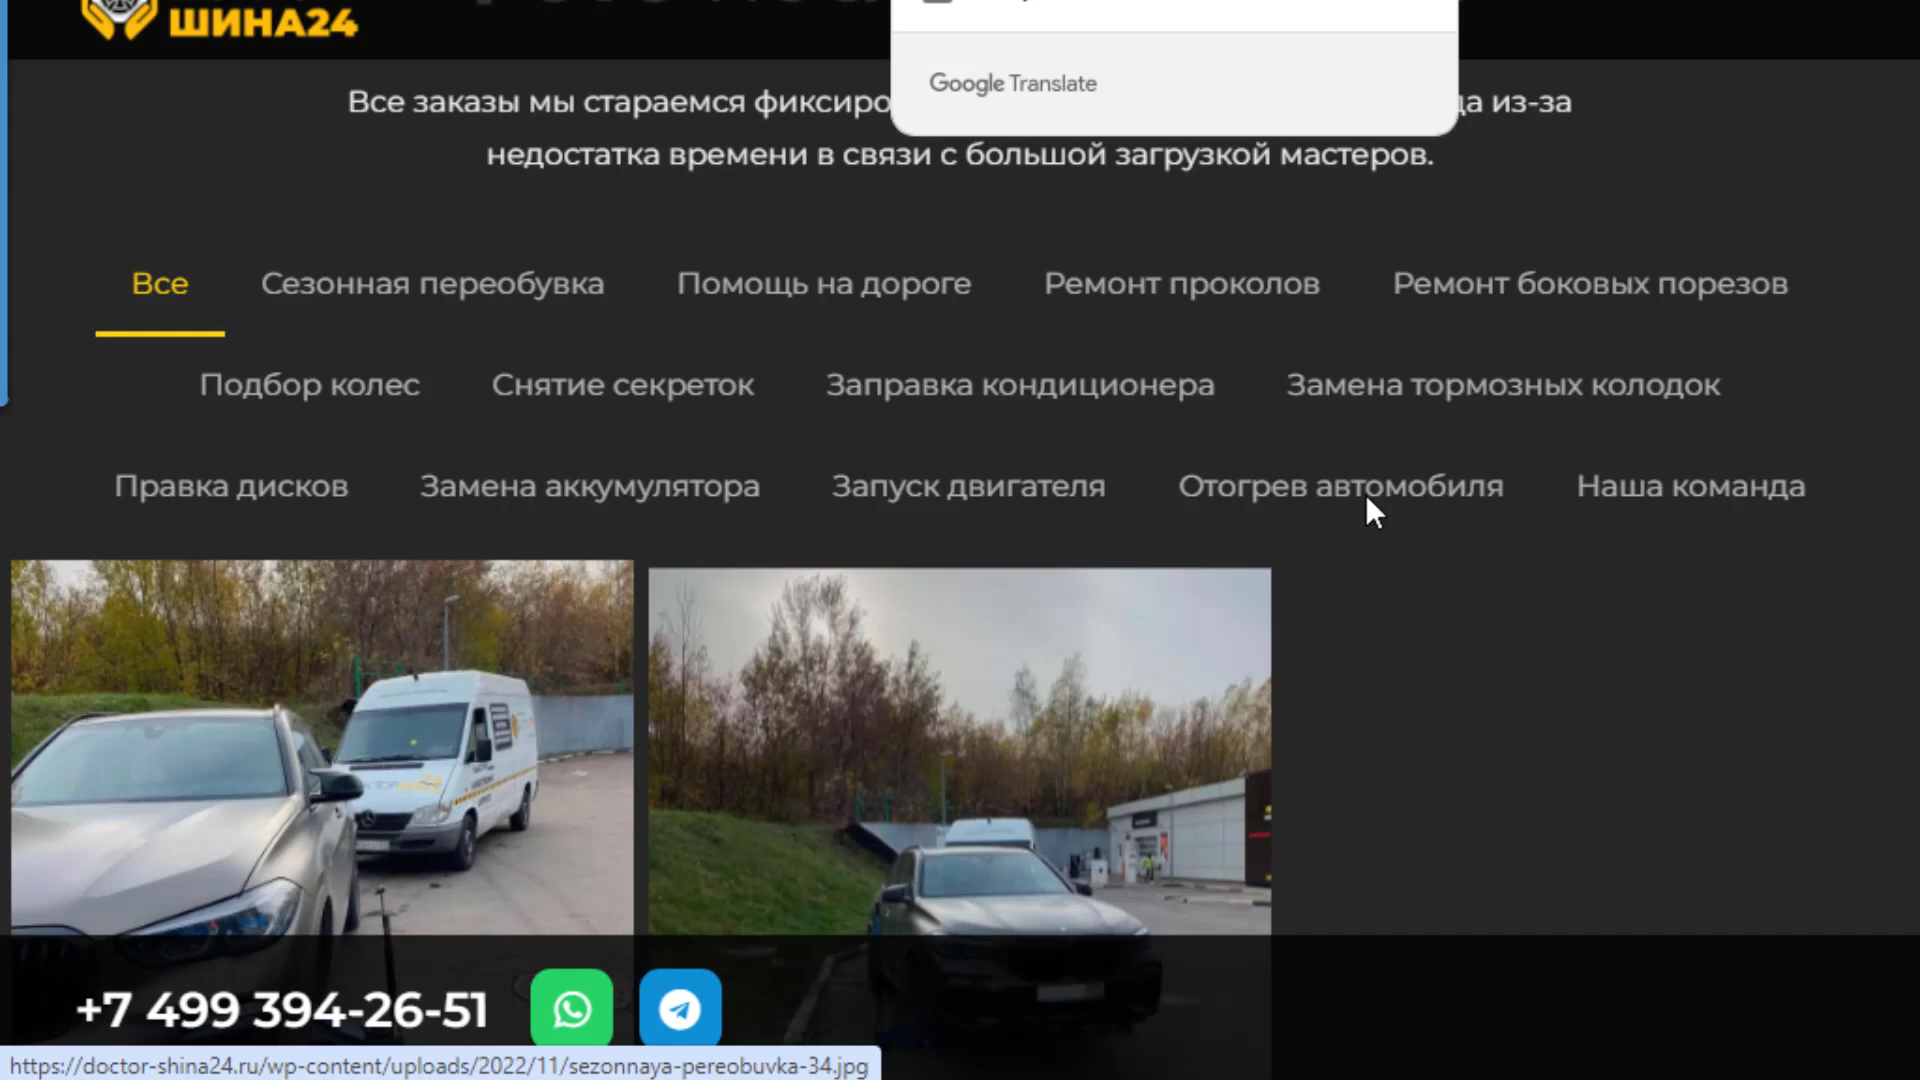 ШИНА24
Google Translate
Все заказы мы стараемся фиксиро да из-за
недостатка времени в связи с большой загрузкой мастеров.
Все Сезонная переобувка Помощь на дороге Ремонт проколов Ремонт боковых порезов
Подбор колес Снятие секреток Заправка кондиционера Замена тормозных колодок
Правка дисков Замена аккумулятора Запуск двигателя Отогрев автомобиля Наша команда
+7 499 394-26-51
https://doctor-shina24.ru/wp-content/uploads/2022/11/sezonnaya-pereobuvka-34.jpg